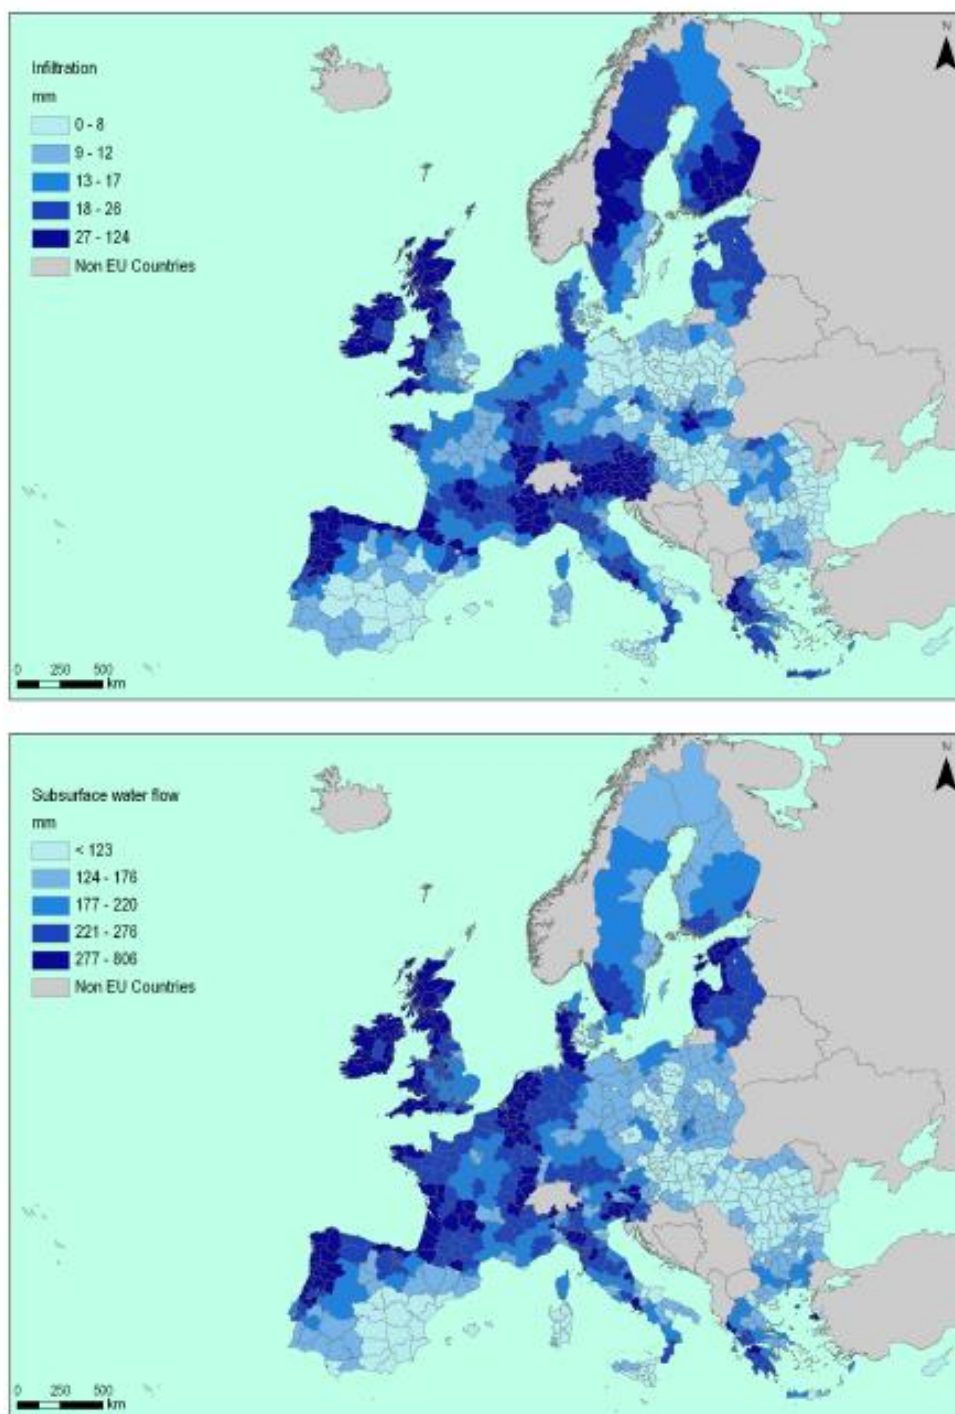 N
Infiltration
mm
0 - 8
9 - 12
13 - 17
18 - 26
27 - 124
Non EU Countries
0 250 500
km
N
Subsurface water flow
mm
< 123
124 - 176
177 - 220
221 - 276
277 - 806
Non EU Countries
0 250 500
km